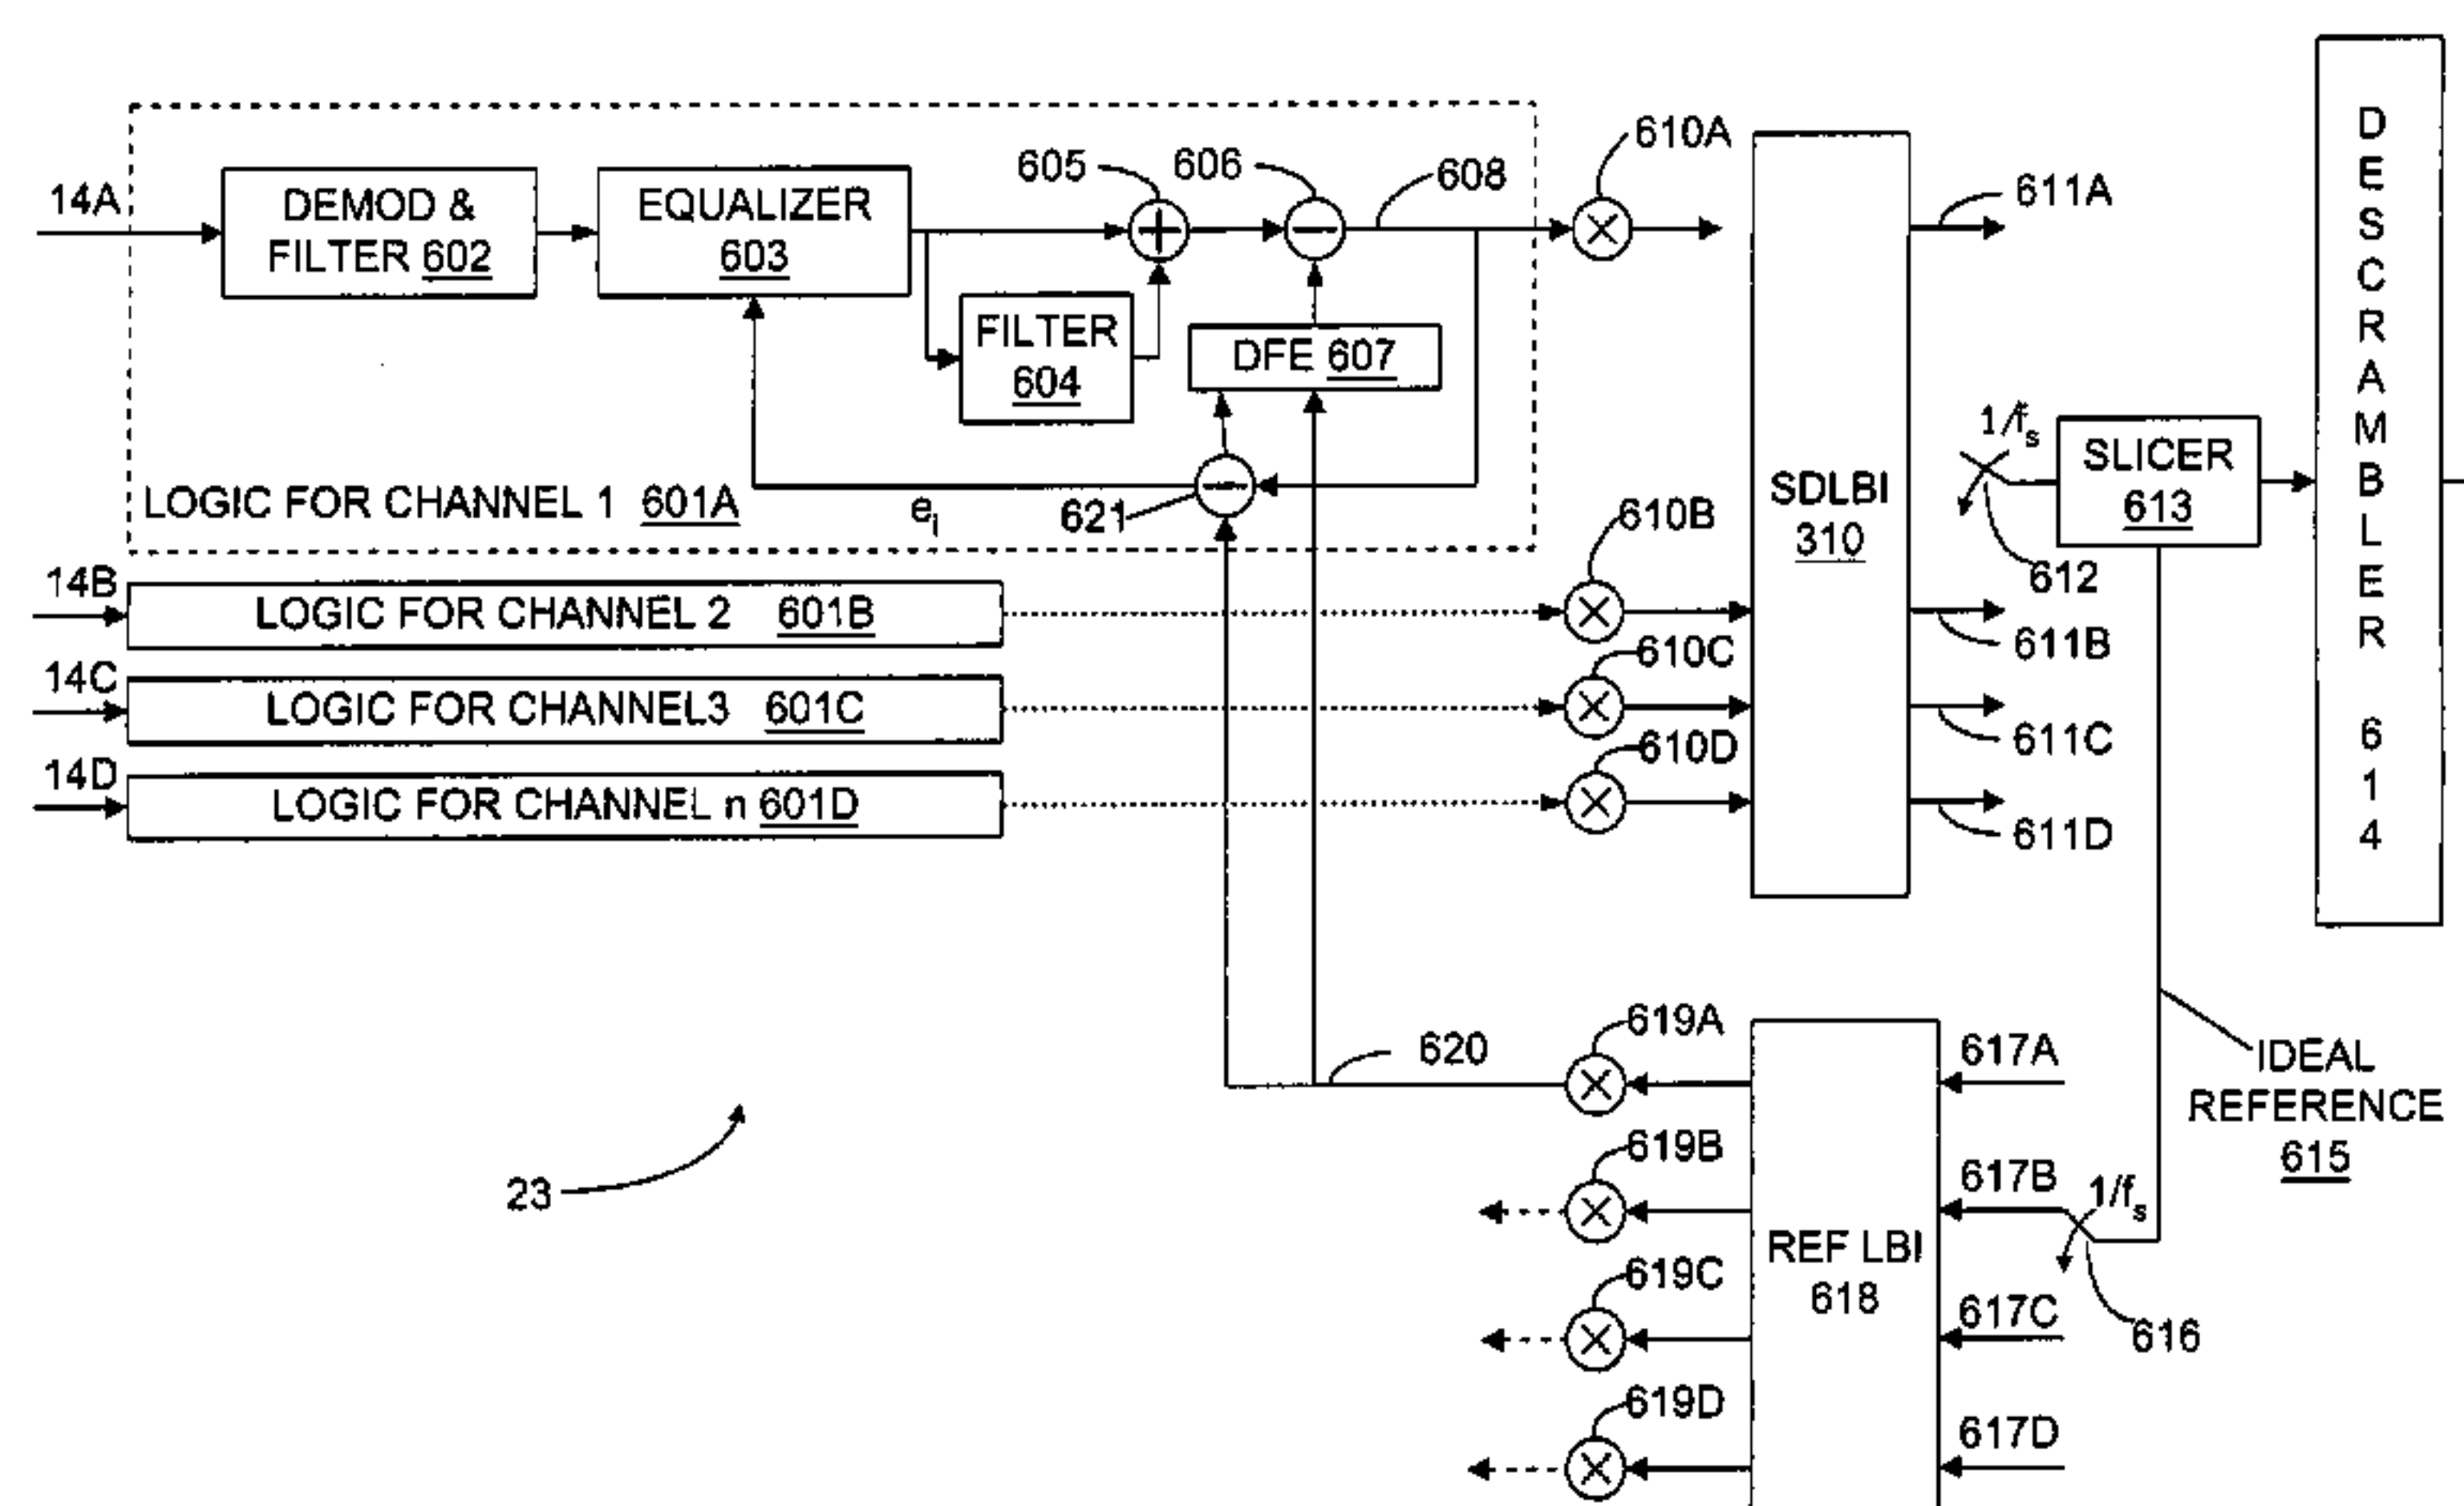 14A
DEMOD &
FILTER 602
EQUALIZER
603
605
606
608
610A
611A
FILTER
604
DFE 607
LOGIC FOR CHANNEL 1 601A
ei
621
610B
SDLBI
310
1/fs
SLICER
613
612
DESCRAMBLER 614
14B
LOGIC FOR CHANNEL 2 601B
611B
14C
LOGIC FOR CHANNEL3 601C
610C
611C
14D
LOGIC FOR CHANNEL n 601D
610D
611D
620
619A
617A
IDEAL
REFERENCE
615
23
619B
617B
1/fs
REF LBI
618
619C
617C
616
619D
617D